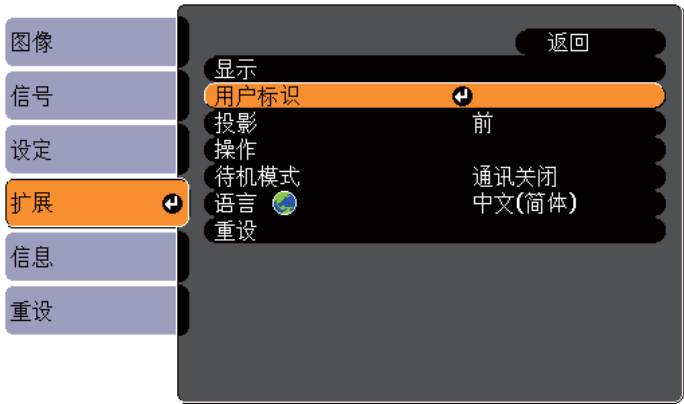 图像
信号
设定
扩展
信息
重设
返回
显示
用户标识
投影 前
操作
待机模式 通讯关闭
语言 中文(简体)
重设